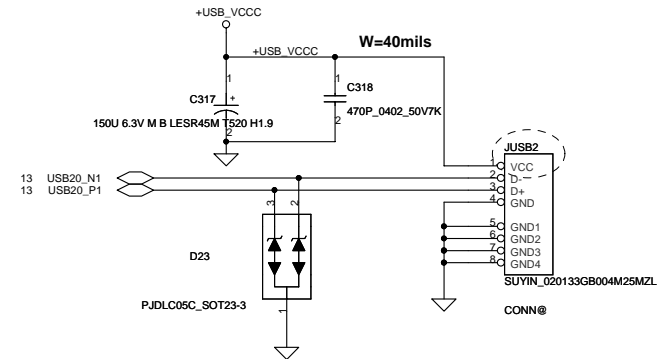 +USB_VCCC
+USB_VCCC
W=40mils
1
C317
+
150U 6.3V M B LESR45M T520 H1.9
2
1
C318
470P_0402_50V7K
2
JUSB2
1 VCC
2 D-
3 D+
4 GND
5 GND1
6 GND2
7 GND3
8 GND4
SUYIN_020133GB004M25MZL
CONN@
13 USB20_N1
13 USB20_P1
3
2
D23
PJDLC05C_SOT23-3
1